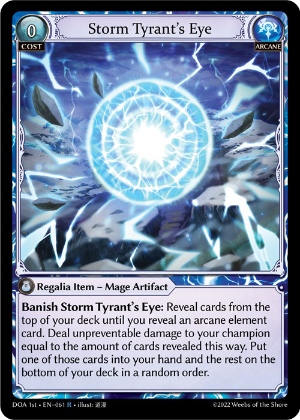 0
Storm Tyrant's Eye
COST
ARCANE
Regalia Item – Mage Artifact
Banish Storm Tyrant's Eye: Reveal cards from the
top of your deck until you reveal an arcane element
card. Deal unpreventable damage to your champion
equal to the amount of cards revealed this way. Put
one of those cards into your hand and the rest on the
bottom of your deck in a random order.
DOA 1st • EN-061 R • illust:
©2022 Weebs of the Shore